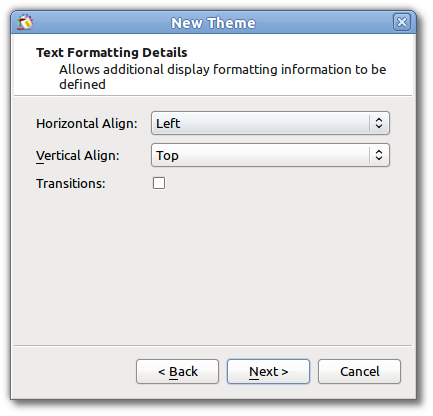 New Theme
Text Formatting Details
Allows additional display formatting information to be
defined
Horizontal Align: Left
Vertical Align: Top
Transitions:
< Back Next > Cancel